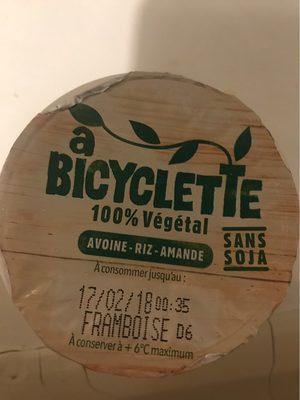 à
BICYCLETTE
100% Végétal
AVOINE - RIZ - AMANDE
SANS
SOJA
À consommer jusqu'au :
17/02/18 00:35
FRAMBOISE D6
À conserver à + 6°C maximum